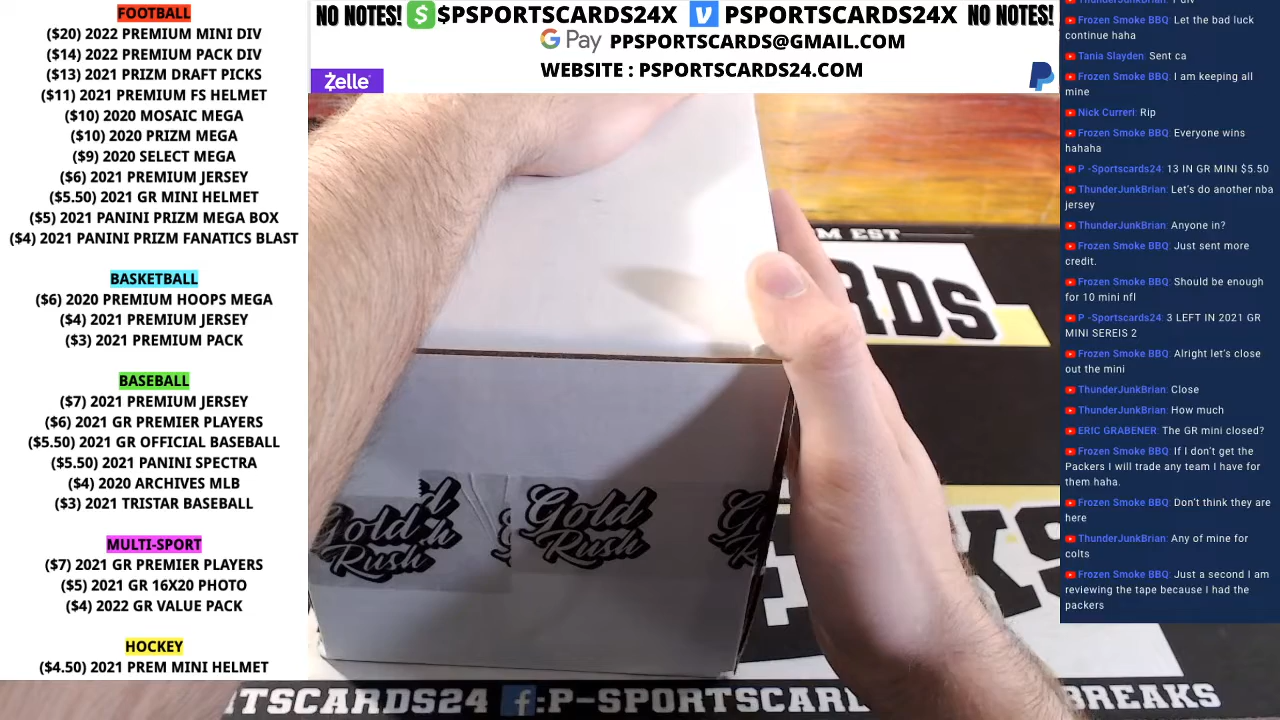 FOOTBALL
($20) 2022 PREMIUM MINI DIV
($14) 2022 PREMIUM PACK DIV
($13) 2021 PRIZM DRAFT PICKS
($11) 2021 PREMIUM FS HELMET
($10) 2020 MOSAIC MEGA
($10) 2020 PRIZM MEGA
($9) 2020 SELECT MEGA
($6) 2021 PREMIUM JERSEY
($5.50) 2021 GR MINI HELMET
($5) 2021 PANINI PRIZM MEGA BOX
($4) 2021 PANINI PRIZM FANATICS BLAST
BASKETBALL
($6) 2020 PREMIUM HOOPS MEGA
($4) 2021 PREMIUM JERSEY
($3) 2021 PREMIUM PACK
BASEBALL
($7) 2021 PREMIUM JERSEY
($6) 2021 GR PREMIER PLAYERS
($5.50) 2021 GR OFFICIAL BASEBALL
($5.50) 2021 PANINI SPECTRA
($4) 2020 ARCHIVES MLB
($3) 2021 TRISTAR BASEBALL
MULTI-SPORT
($7) 2021 GR PREMIER PLAYERS
($5) 2021 GR 16X20 PHOTO
($4) 2022 GR VALUE PACK
HOCKEY
($4.50) 2021 PREM MINI HELMET
NO NOTES! $PSPORTSCARDS24X PSPORTSCARDS24X NO NOTES!
G Pay PPSPORTSCARDS@GMAIL.COM
WEBSITE : PSPORTSCARDS24.COM
Zelle
EST
RDS
Gold Rush
Gold Rush
TSCARDS24 f:P-SPORTSCARD
BREAKS
Frozen Smoke BBQ: Let the bad luck
continue haha
Tania Slayden: Sent ca
Frozen Smoke BBQ: I am keeping all
mine
Nick Curreri: Rip
Frozen Smoke BBQ: Everyone wins
hahaha
P -Sportscards24: 13 IN GR MINI $5.50
ThunderJunkBrian: Let's do another nba
jersey
ThunderJunkBrian: Anyone in?
Frozen Smoke BBQ: Just sent more
credit.
Frozen Smoke BBQ: Should be enough
for 10 mini nfl
P -Sportscards24: 3 LEFT IN 2021 GR
MINI SEREIS 2
Frozen Smoke BBQ: Alright let's close
out the mini
ThunderJunkBrian: Close
ThunderJunkBrian: How much
ERIC GRABENER: The GR mini closed?
Frozen Smoke BBQ: If I don't get the
Packers I will trade any team I have for
them haha.
Frozen Smoke BBQ: Don't think they are
here
ThunderJunkBrian: Any of mine for
colts
Frozen Smoke BBQ: Just a second I am
reviewing the tape because I had the
packers